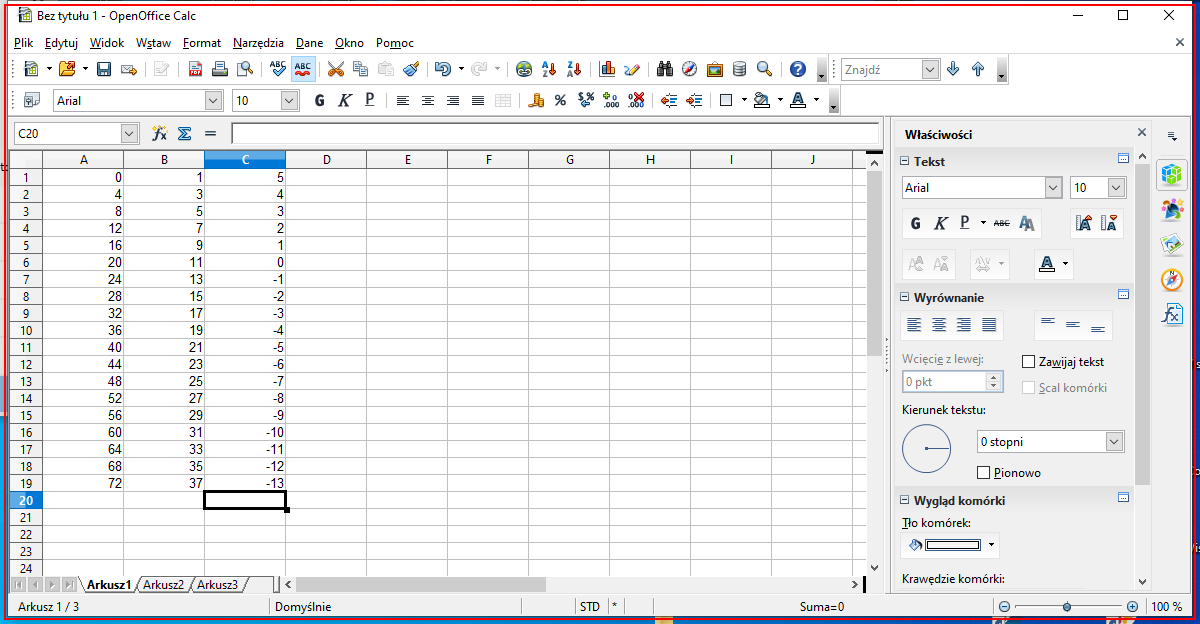 Bez tytułu 1 - OpenOffice Calc
Plik Edytuj Widok Wstaw Format Narzędzia Dane Okno Pomoc
Znajdź
Arial 10 G K P
C20
A B C D E F G H I J
1 0 1 5
2 4 3 4
3 8 5 3
4 12 7 2
5 16 9 1
6 20 11 0
7 24 13 -1
8 28 15 -2
9 32 17 -3
10 36 19 -4
11 40 21 -5
12 44 23 -6
13 48 25 -7
14 52 27 -8
15 56 29 -9
16 60 31 -10
17 64 33 -11
18 68 35 -12
19 72 37 -13
20
21
22
23
24
Arkusz1 Arkusz2 Arkusz3
Arkusz 1 / 3 Domyślnie STD * Suma=0 100 %
Właściwości
Tekst
Arial 10
G K P ABC
Wyrównanie
Wcięcie z lewej:
0 pkt
Zawijaj tekst
Scal komórki
Kierunek tekstu:
0 stopni
Pionowo
Wygląd komórki
Tło komórek:
Krawędzie komórki: